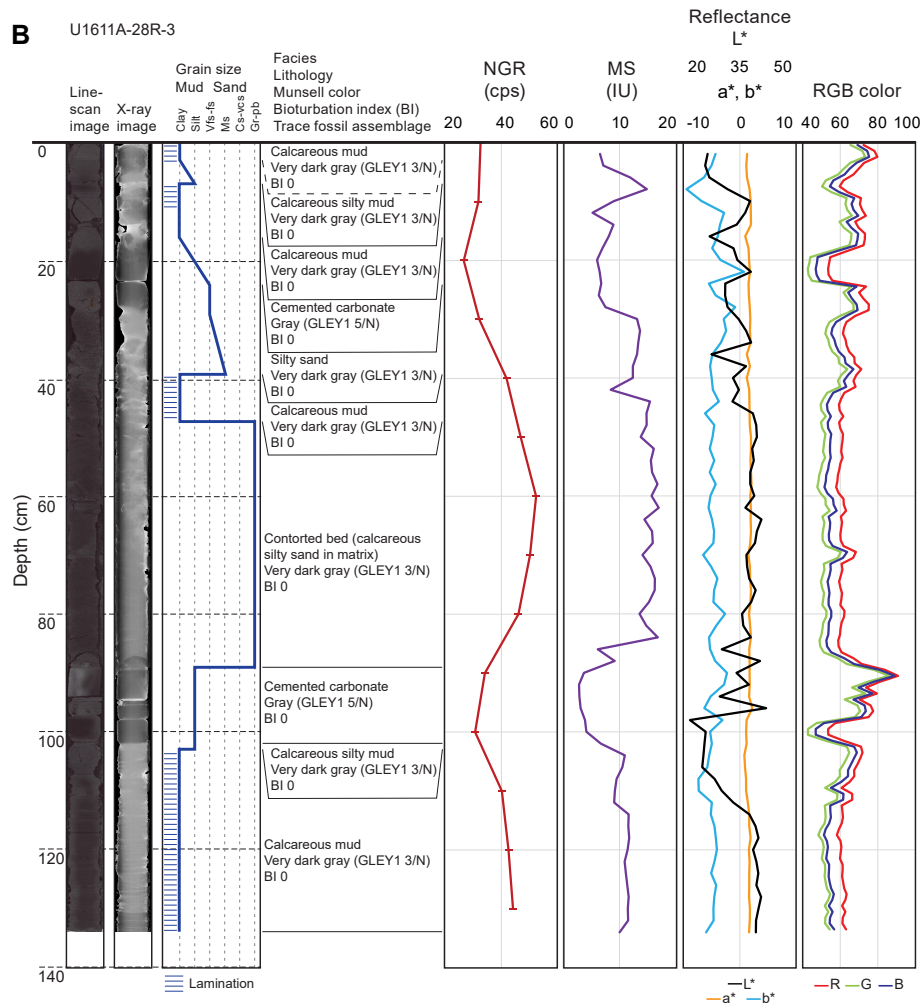 B
U1611A-28R-3
Line-
scan
image
X-ray
image
Grain size
Mud Sand
Clay
Silt
Vfs-fs
Ms
Cs-vcs
Gr-pb
Facies
Lithology
Munsell color
Bioturbation index (BI)
Trace fossil assemblage
NGR
(cps)
20 40 60
MS
(IU)
0 10 20
Reflectance
L*
20 35 50
a*, b*
-10 0 10
RGB color
40 60 80 100
Depth (cm)
0
20
40
60
80
100
120
140
Calcareous mud
Very dark gray (GLEY1 3/N)
BI 0
Calcareous silty mud
Very dark gray (GLEY1 3/N)
BI 0
Calcareous mud
Very dark gray (GLEY1 3/N)
BI 0
Cemented carbonate
Gray (GLEY1 5/N)
BI 0
Silty sand
Very dark gray (GLEY1 3/N)
BI 0
Calcareous mud
Very dark gray (GLEY1 3/N)
BI 0
Contorted bed (calcareous
silty sand in matrix)
Very dark gray (GLEY1 3/N)
BI 0
Cemented carbonate
Gray (GLEY1 5/N)
BI 0
Calcareous silty mud
Very dark gray (GLEY1 3/N)
BI 0
Calcareous mud
Very dark gray (GLEY1 3/N)
BI 0
Lamination
L*
a* b*
R G B